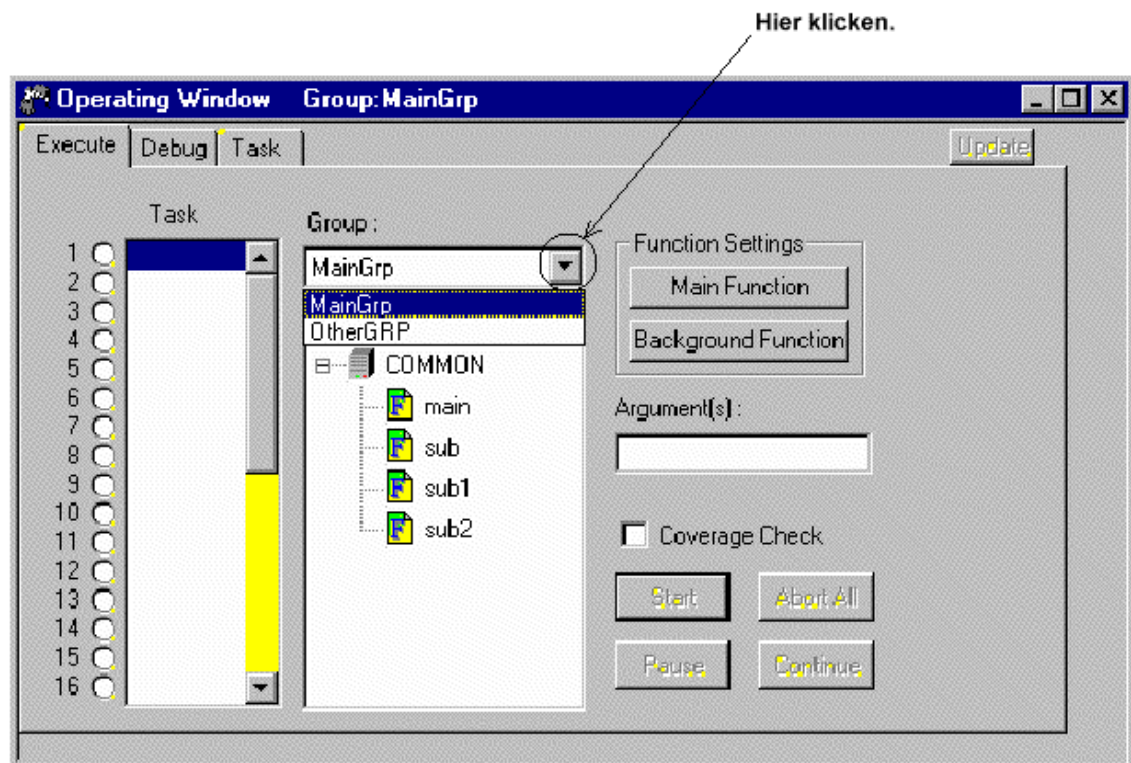 Hier klicken.
Operating Window Group:MainGrp
Execute Debug Task Update
Task
1
2
3
4
5
6
7
8
9
10
11
12
13
14
15
16
Group :
MainGrp
MainGrp
OtherGRP
COMMON
main
sub
sub1
sub2
Function Settings
Main Function
Background Function
Argument(s) :
Coverage Check
Start Abort All
Pause Continue